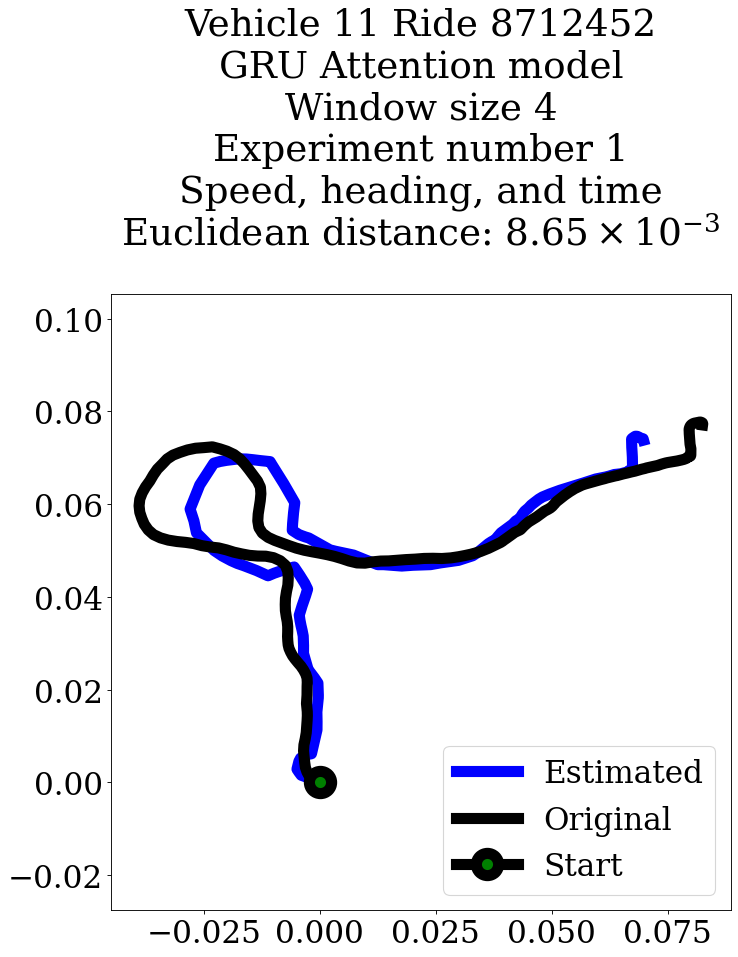 Vehicle 11 Ride 8712452
GRU Attention model
Window size 4
Experiment number 1
Speed, heading, and time
Euclidean distance: 8.65 × 10⁻³
0.10
0.08
0.06
0.04
0.02
0.00
−0.02
Estimated
Original
Start
−0.025 0.000 0.025 0.050 0.075